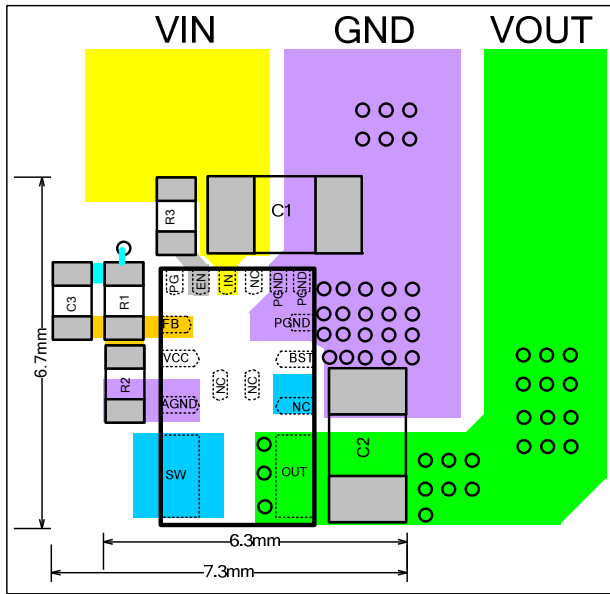 VIN GND VOUT
R3 C1
PG EN IN NC PGND PGND
C3 R1
FB PGND
VCC BST
R2 NC NC
AGND NC
C2
SW OUT
6.7mm
6.3mm
7.3mm